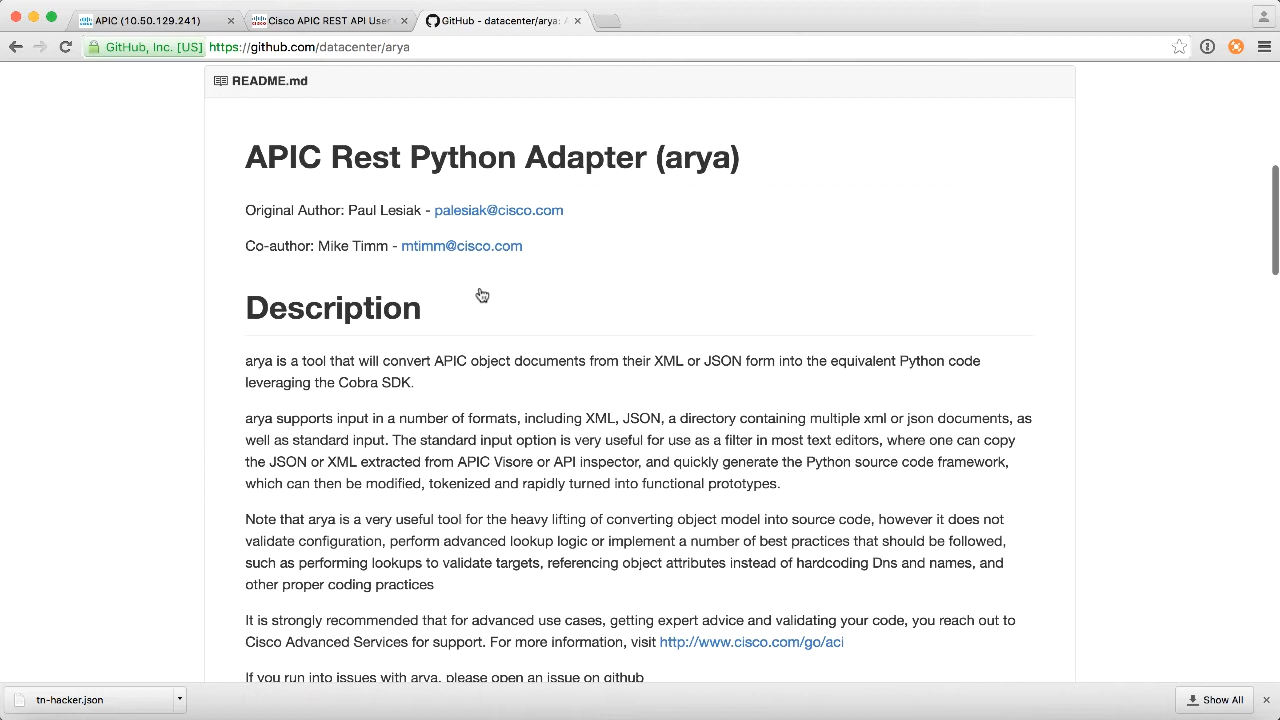 APIC (10.50.129.241)
Cisco APIC REST API User
GitHub - datacenter/arya:
GitHub, Inc. [US]
https://github.com/datacenter/arya
README.md
APIC Rest Python Adapter (arya)
Original Author: Paul Lesiak - palesiak@cisco.com
Co-author: Mike Timm - mtimm@cisco.com
Description
arya is a tool that will convert APIC object documents from their XML or JSON form into the equivalent Python code
leveraging the Cobra SDK.
arya supports input in a number of formats, including XML, JSON, a directory containing multiple xml or json documents, as
well as standard input. The standard input option is very useful for use as a filter in most text editors, where one can copy
the JSON or XML extracted from APIC Visore or API inspector, and quickly generate the Python source code framework,
which can then be modified, tokenized and rapidly turned into functional prototypes.
Note that arya is a very useful tool for the heavy lifting of converting object model into source code, however it does not
validate configuration, perform advanced lookup logic or implement a number of best practices that should be followed,
such as performing lookups to validate targets, referencing object attributes instead of hardcoding Dns and names, and
other proper coding practices
It is strongly recommended that for advanced use cases, getting expert advice and validating your code, you reach out to
Cisco Advanced Services for support. For more information, visit http://www.cisco.com/go/aci
If you run into issues with arya, please open an issue on github
tn-hacker.json
Show All